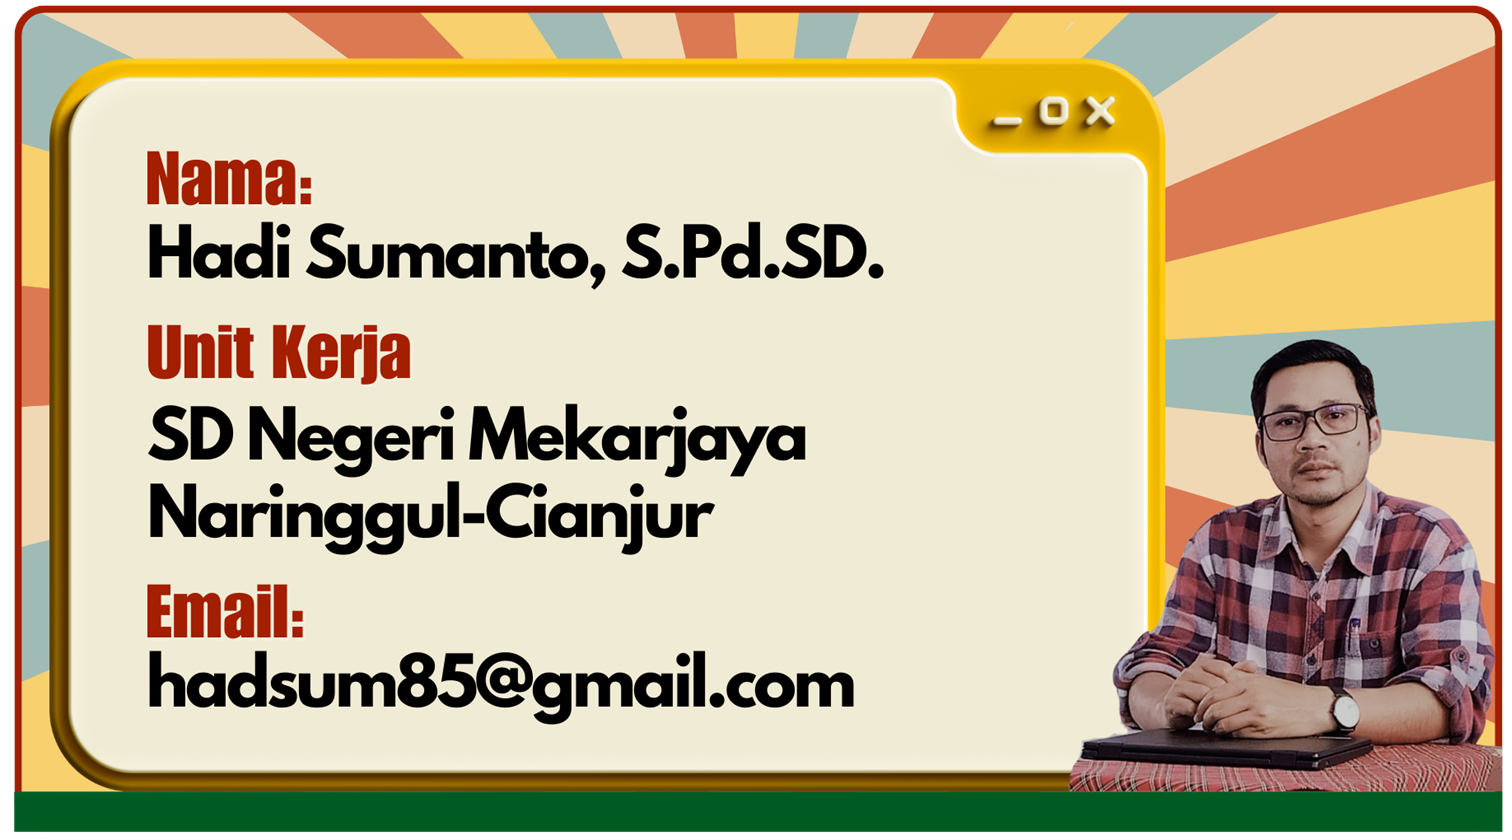 Nama:
Hadi Sumanto, S.Pd.SD.
Unit Kerja
SD Negeri Mekarjaya
Naringgul-Cianjur
Email:
hadsum85@gmail.com